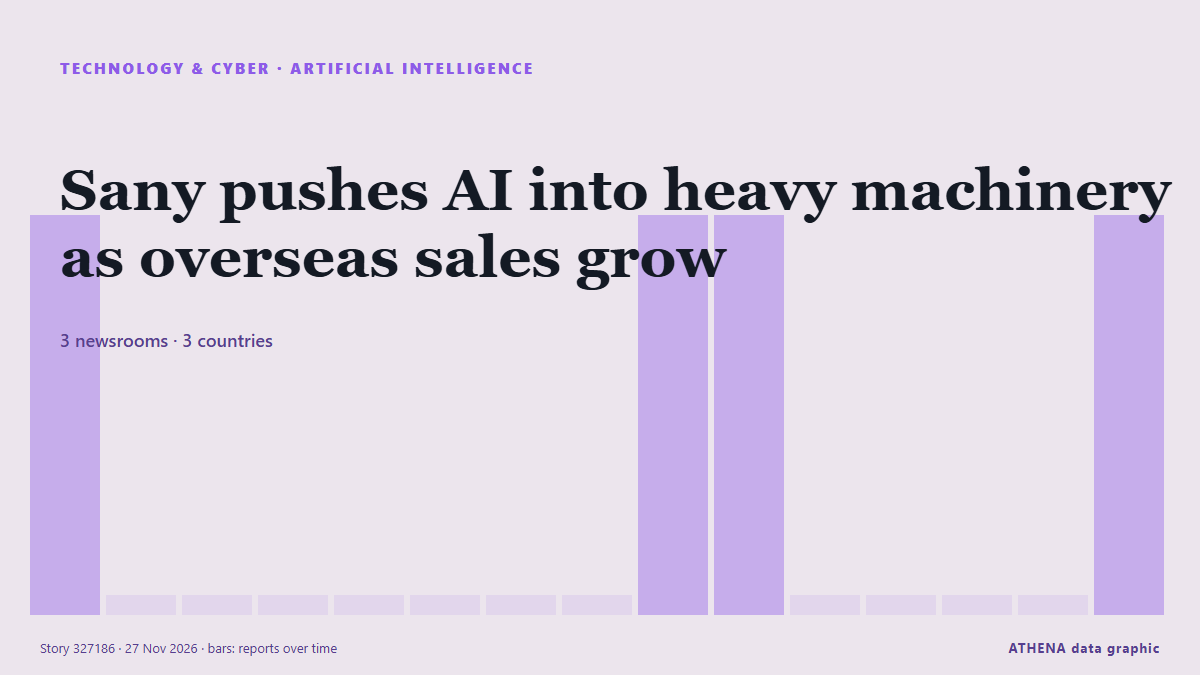 TECHNOLOGY & CYBER · ARTIFICIAL INTELLIGENCE
Sany pushes AI into heavy machinery
as overseas sales grow
3 newsrooms · 3 countries
Story 327186 · 27 Nov 2026 · bars: reports over time
ATHENA data graphic